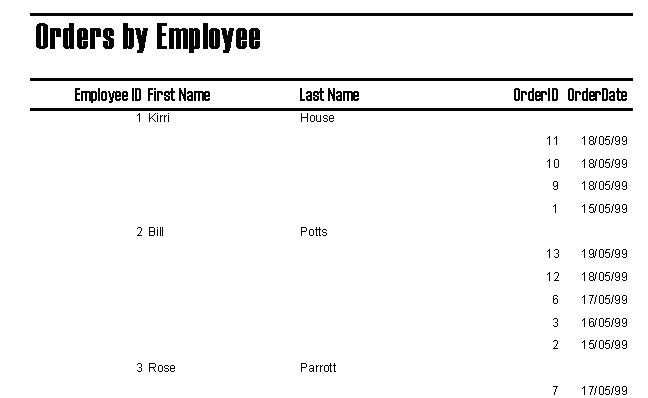 Orders by Employee
Employee ID First Name Last Name OrderID OrderDate
1 Kirri House
11 18/05/99
10 18/05/99
9 18/05/99
1 15/05/99
2 Bill Potts
13 19/05/99
12 18/05/99
6 17/05/99
3 16/05/99
2 15/05/99
3 Rose Parrott
7 17/05/99